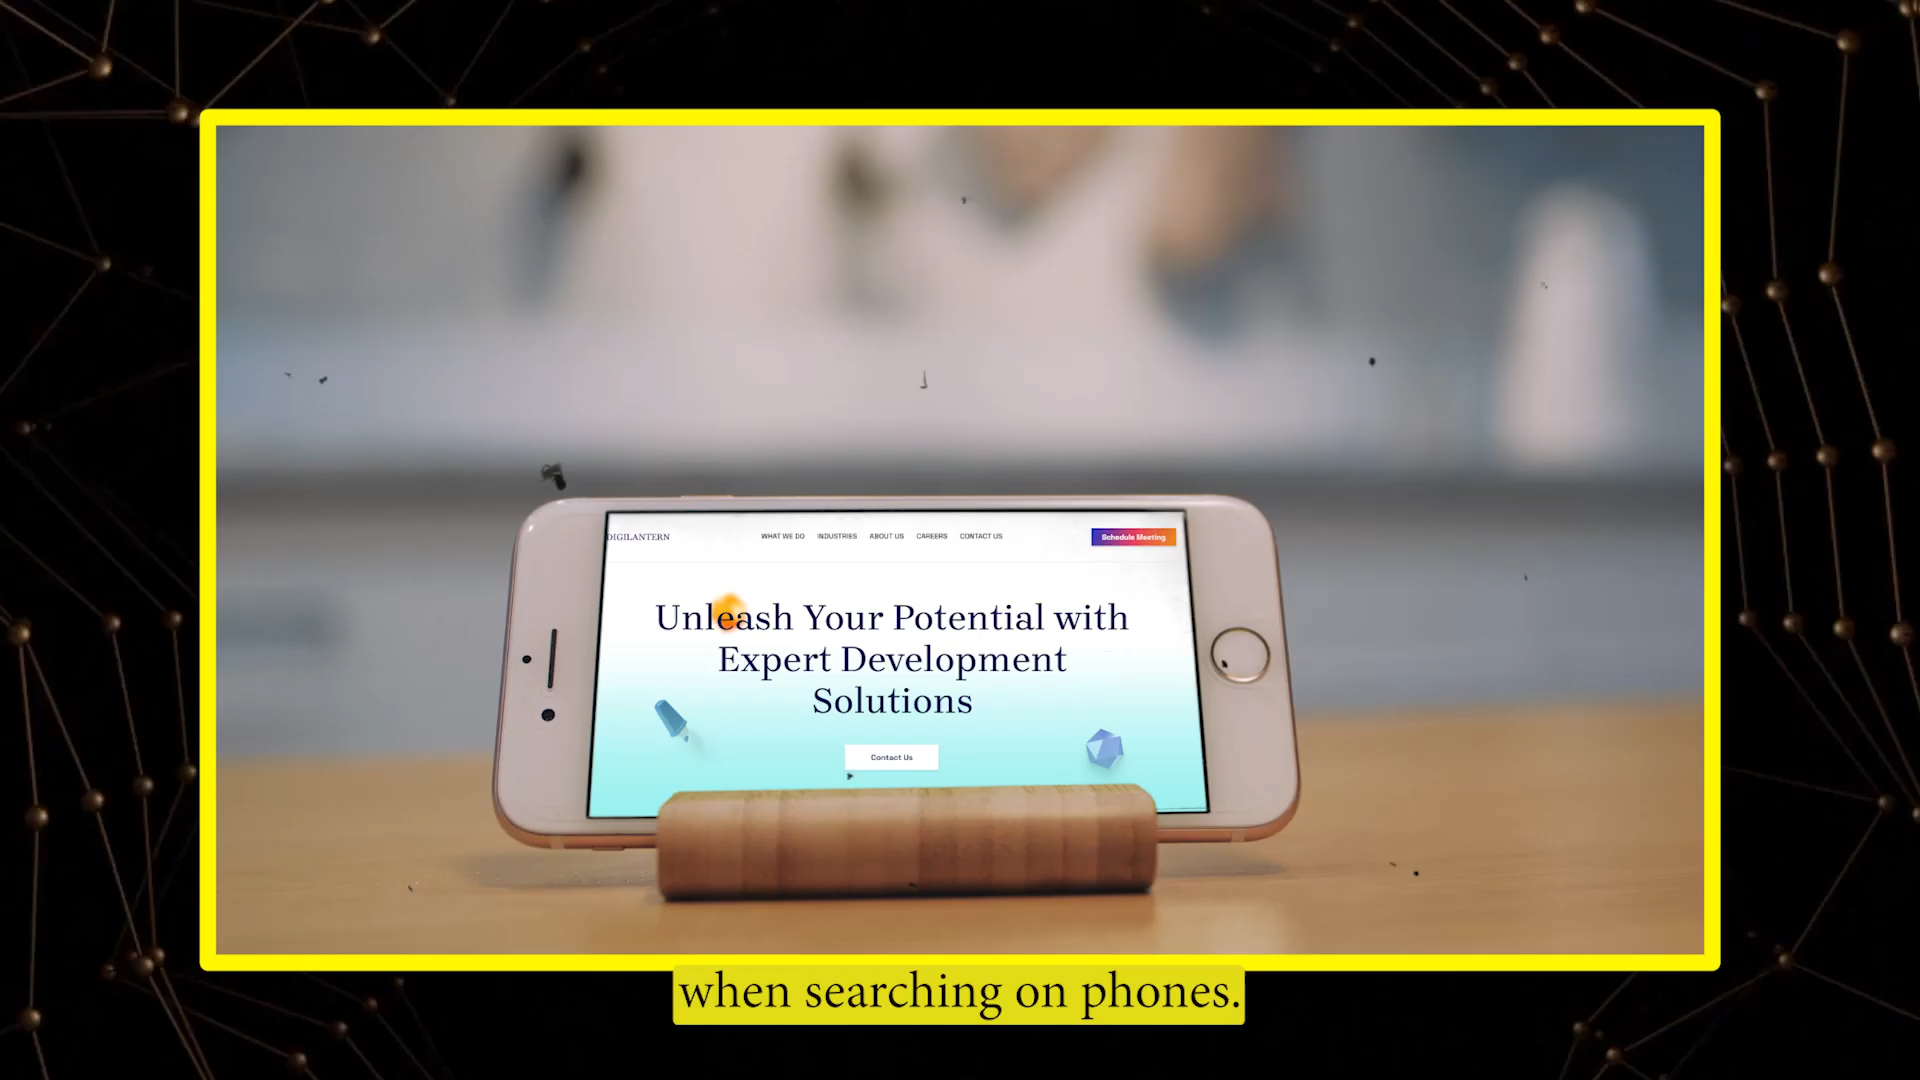 DIGILANTERN
WHAT WE DO INDUSTRIES ABOUT US CAREERS CONTACT US
Schedule Meeting
Unleash Your Potential with
Expert Development
Solutions
Contact Us
when searching on phones.